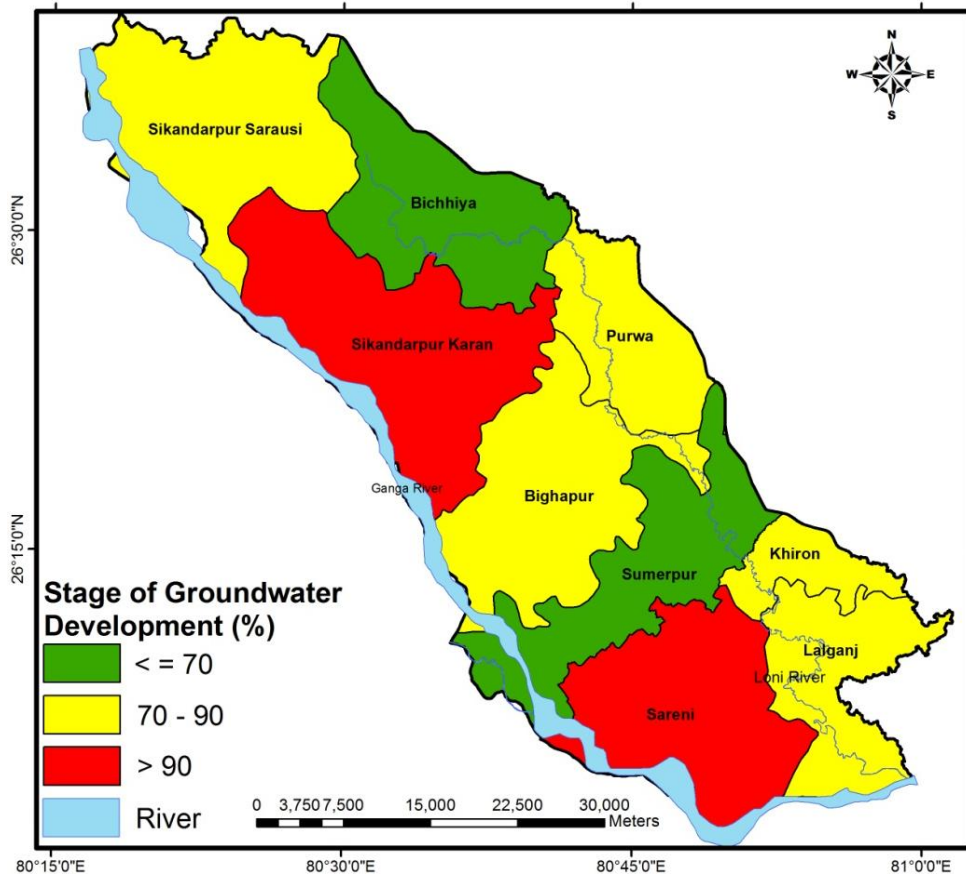 N
W E
S
Sikandarpur Sarausi
Bichhiya
26°30'0"N
Sikandarpur Karan
Purwa
Ganga River
Bighapur
26°15'0"N
Khiron
Sumerpur
Stage of Groundwater
Development (%)
< = 70
70 - 90
> 90
River
Lalganj
Loni River
Sareni
0 3,750 7,500 15,000 22,500 30,000
Meters
80°15'0"E 80°30'0"E 80°45'0"E 81°0'0"E